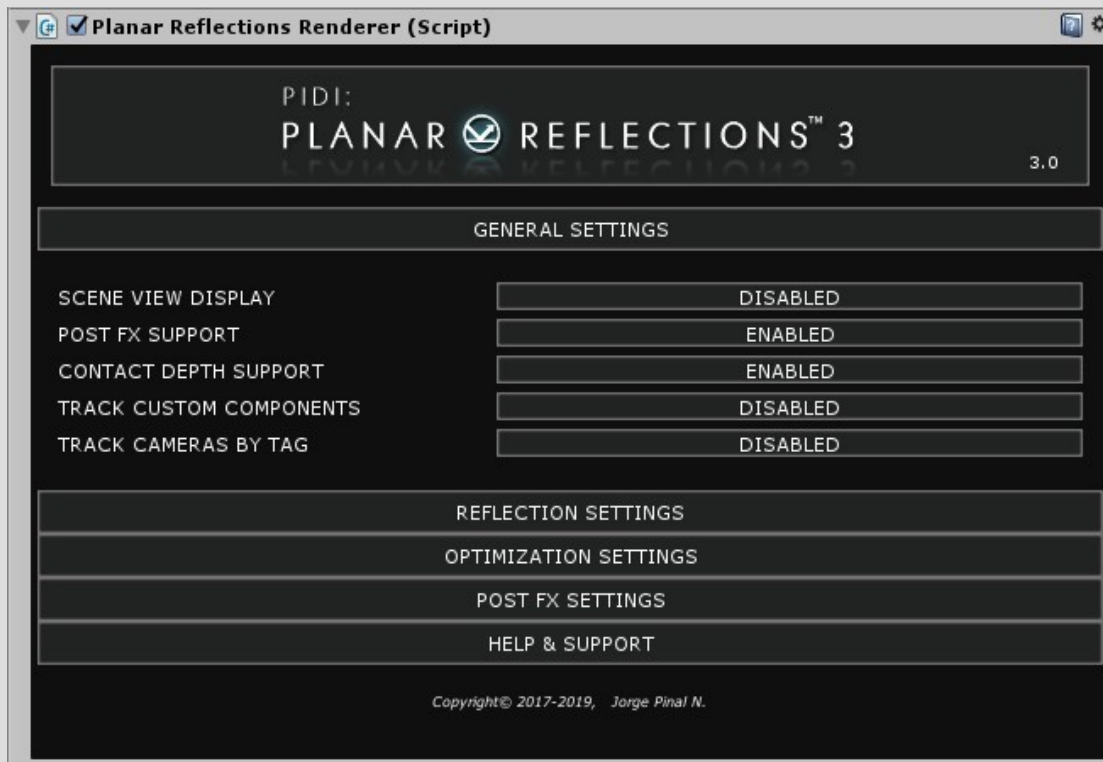 Planar Reflections Renderer (Script)
PIDI:
PLANAR REFLECTIONS™ 3
3.0
GENERAL SETTINGS
SCENE VIEW DISPLAY DISABLED
POST FX SUPPORT ENABLED
CONTACT DEPTH SUPPORT ENABLED
TRACK CUSTOM COMPONENTS DISABLED
TRACK CAMERAS BY TAG DISABLED
REFLECTION SETTINGS
OPTIMIZATION SETTINGS
POST FX SETTINGS
HELP & SUPPORT
Copyright© 2017-2019, Jorge Pinal N.